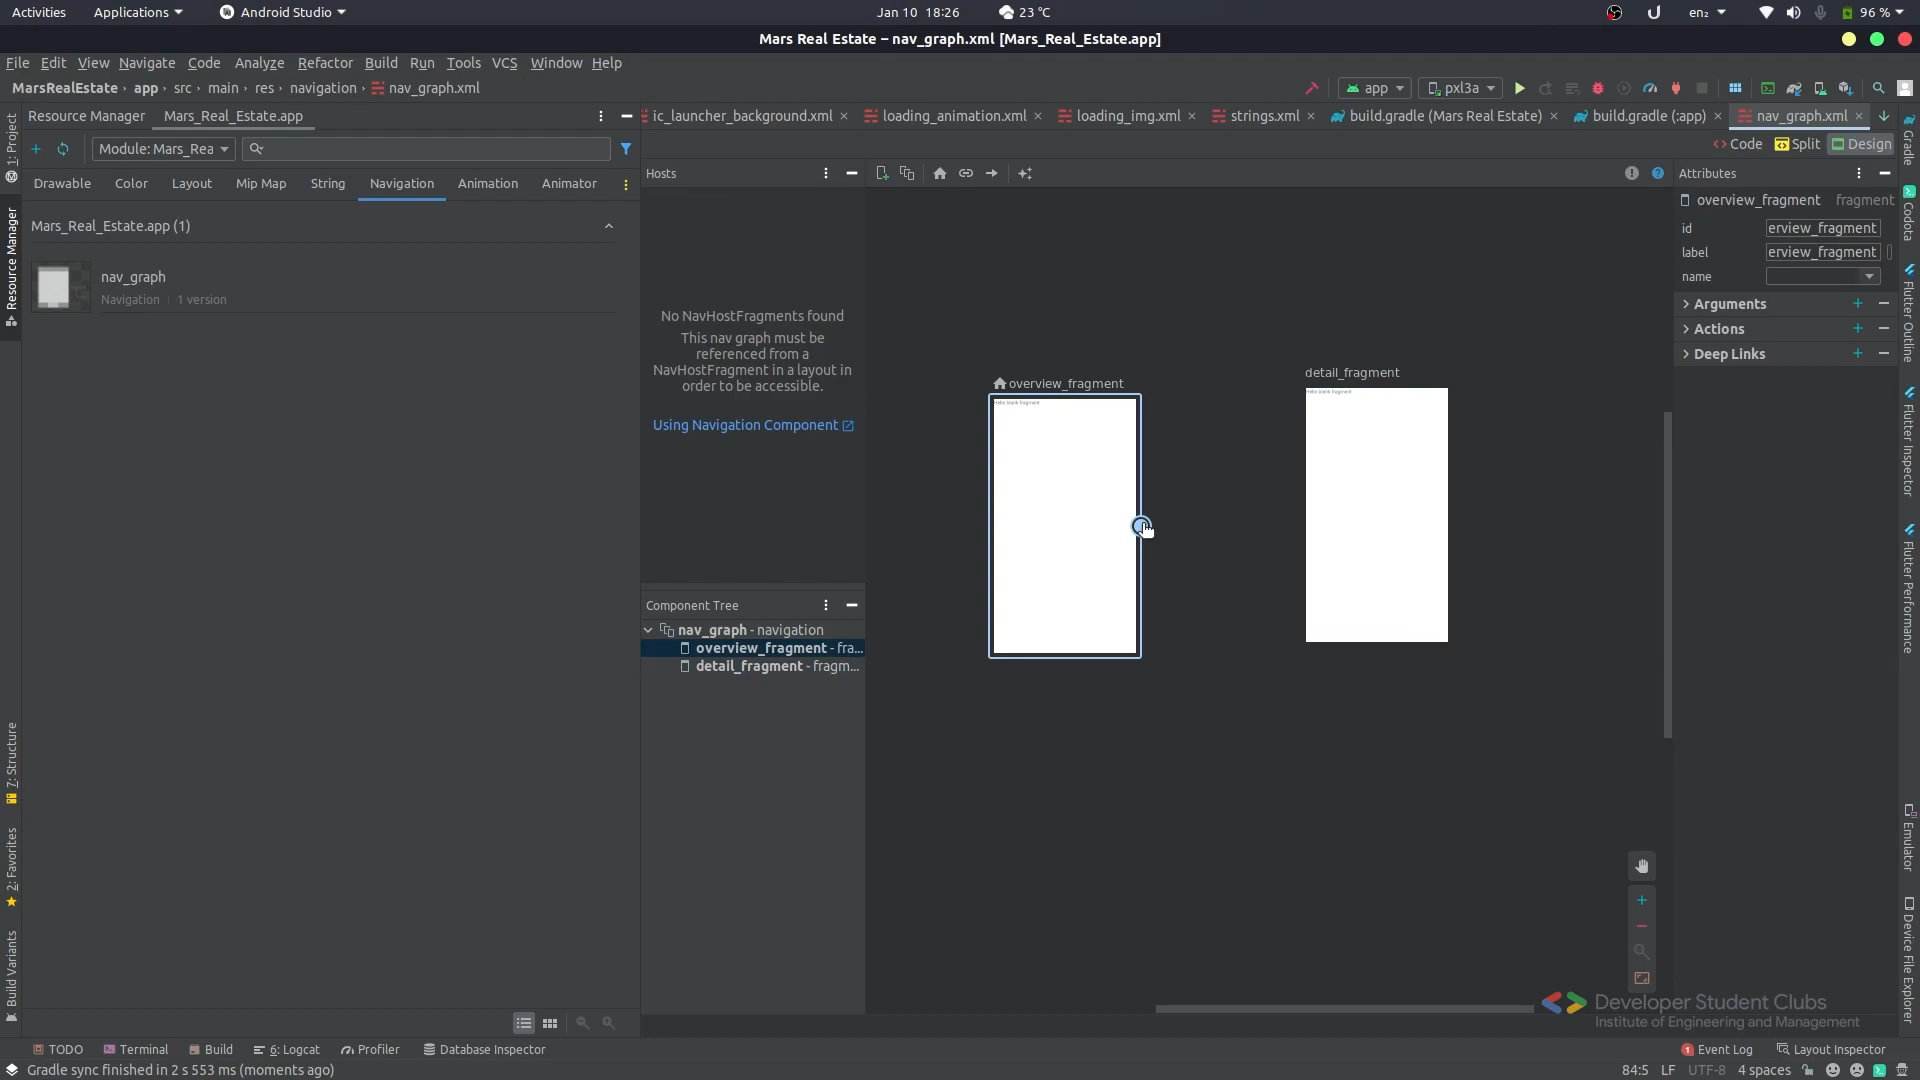 Activities Applications Android Studio Jan 10 18:26 23 °C en₂ 96 %
Mars Real Estate – nav_graph.xml [Mars_Real_Estate.app]
File Edit View Navigate Code Analyze Refactor Build Run Tools VCS Window Help
MarsRealEstate app src main res navigation nav_graph.xml app pxl3a
Resource Manager Mars_Real_Estate.app ic_launcher_background.xml loading_animation.xml loading_img.xml strings.xml build.gradle (Mars Real Estate) build.gradle (:app) nav_graph.xml
Module: Mars_Rea Code Split Design
Hosts Attributes
Drawable Color Layout Mip Map String Navigation Animation Animator
overview_fragment fragment
Mars_Real_Estate.app (1)
id erview_fragment
label erview_fragment
name
nav_graph
Navigation | 1 version
Arguments
Actions
Deep Links
No NavHostFragments found
This nav graph must be
referenced from a
NavHostFragment in a layout in
order to be accessible.
Using Navigation Component
overview_fragment
Hello blank fragment
detail_fragment
Hello blank fragment
Component Tree
nav_graph - navigation
overview_fragment - fra...
detail_fragment - fragm...
1: Project
Resource Manager
7: Structure
2: Favorites
Build Variants
Gradle
Codota
Flutter Outline
Flutter Inspector
Flutter Performance
Emulator
Device File Explorer
Developer Student Clubs
Institute of Engineering and Management
TODO Terminal Build 6: Logcat Profiler Database Inspector 1 Event Log Layout Inspector
Gradle sync finished in 2 s 553 ms (moments ago) 84:5 LF UTF-8 4 spaces